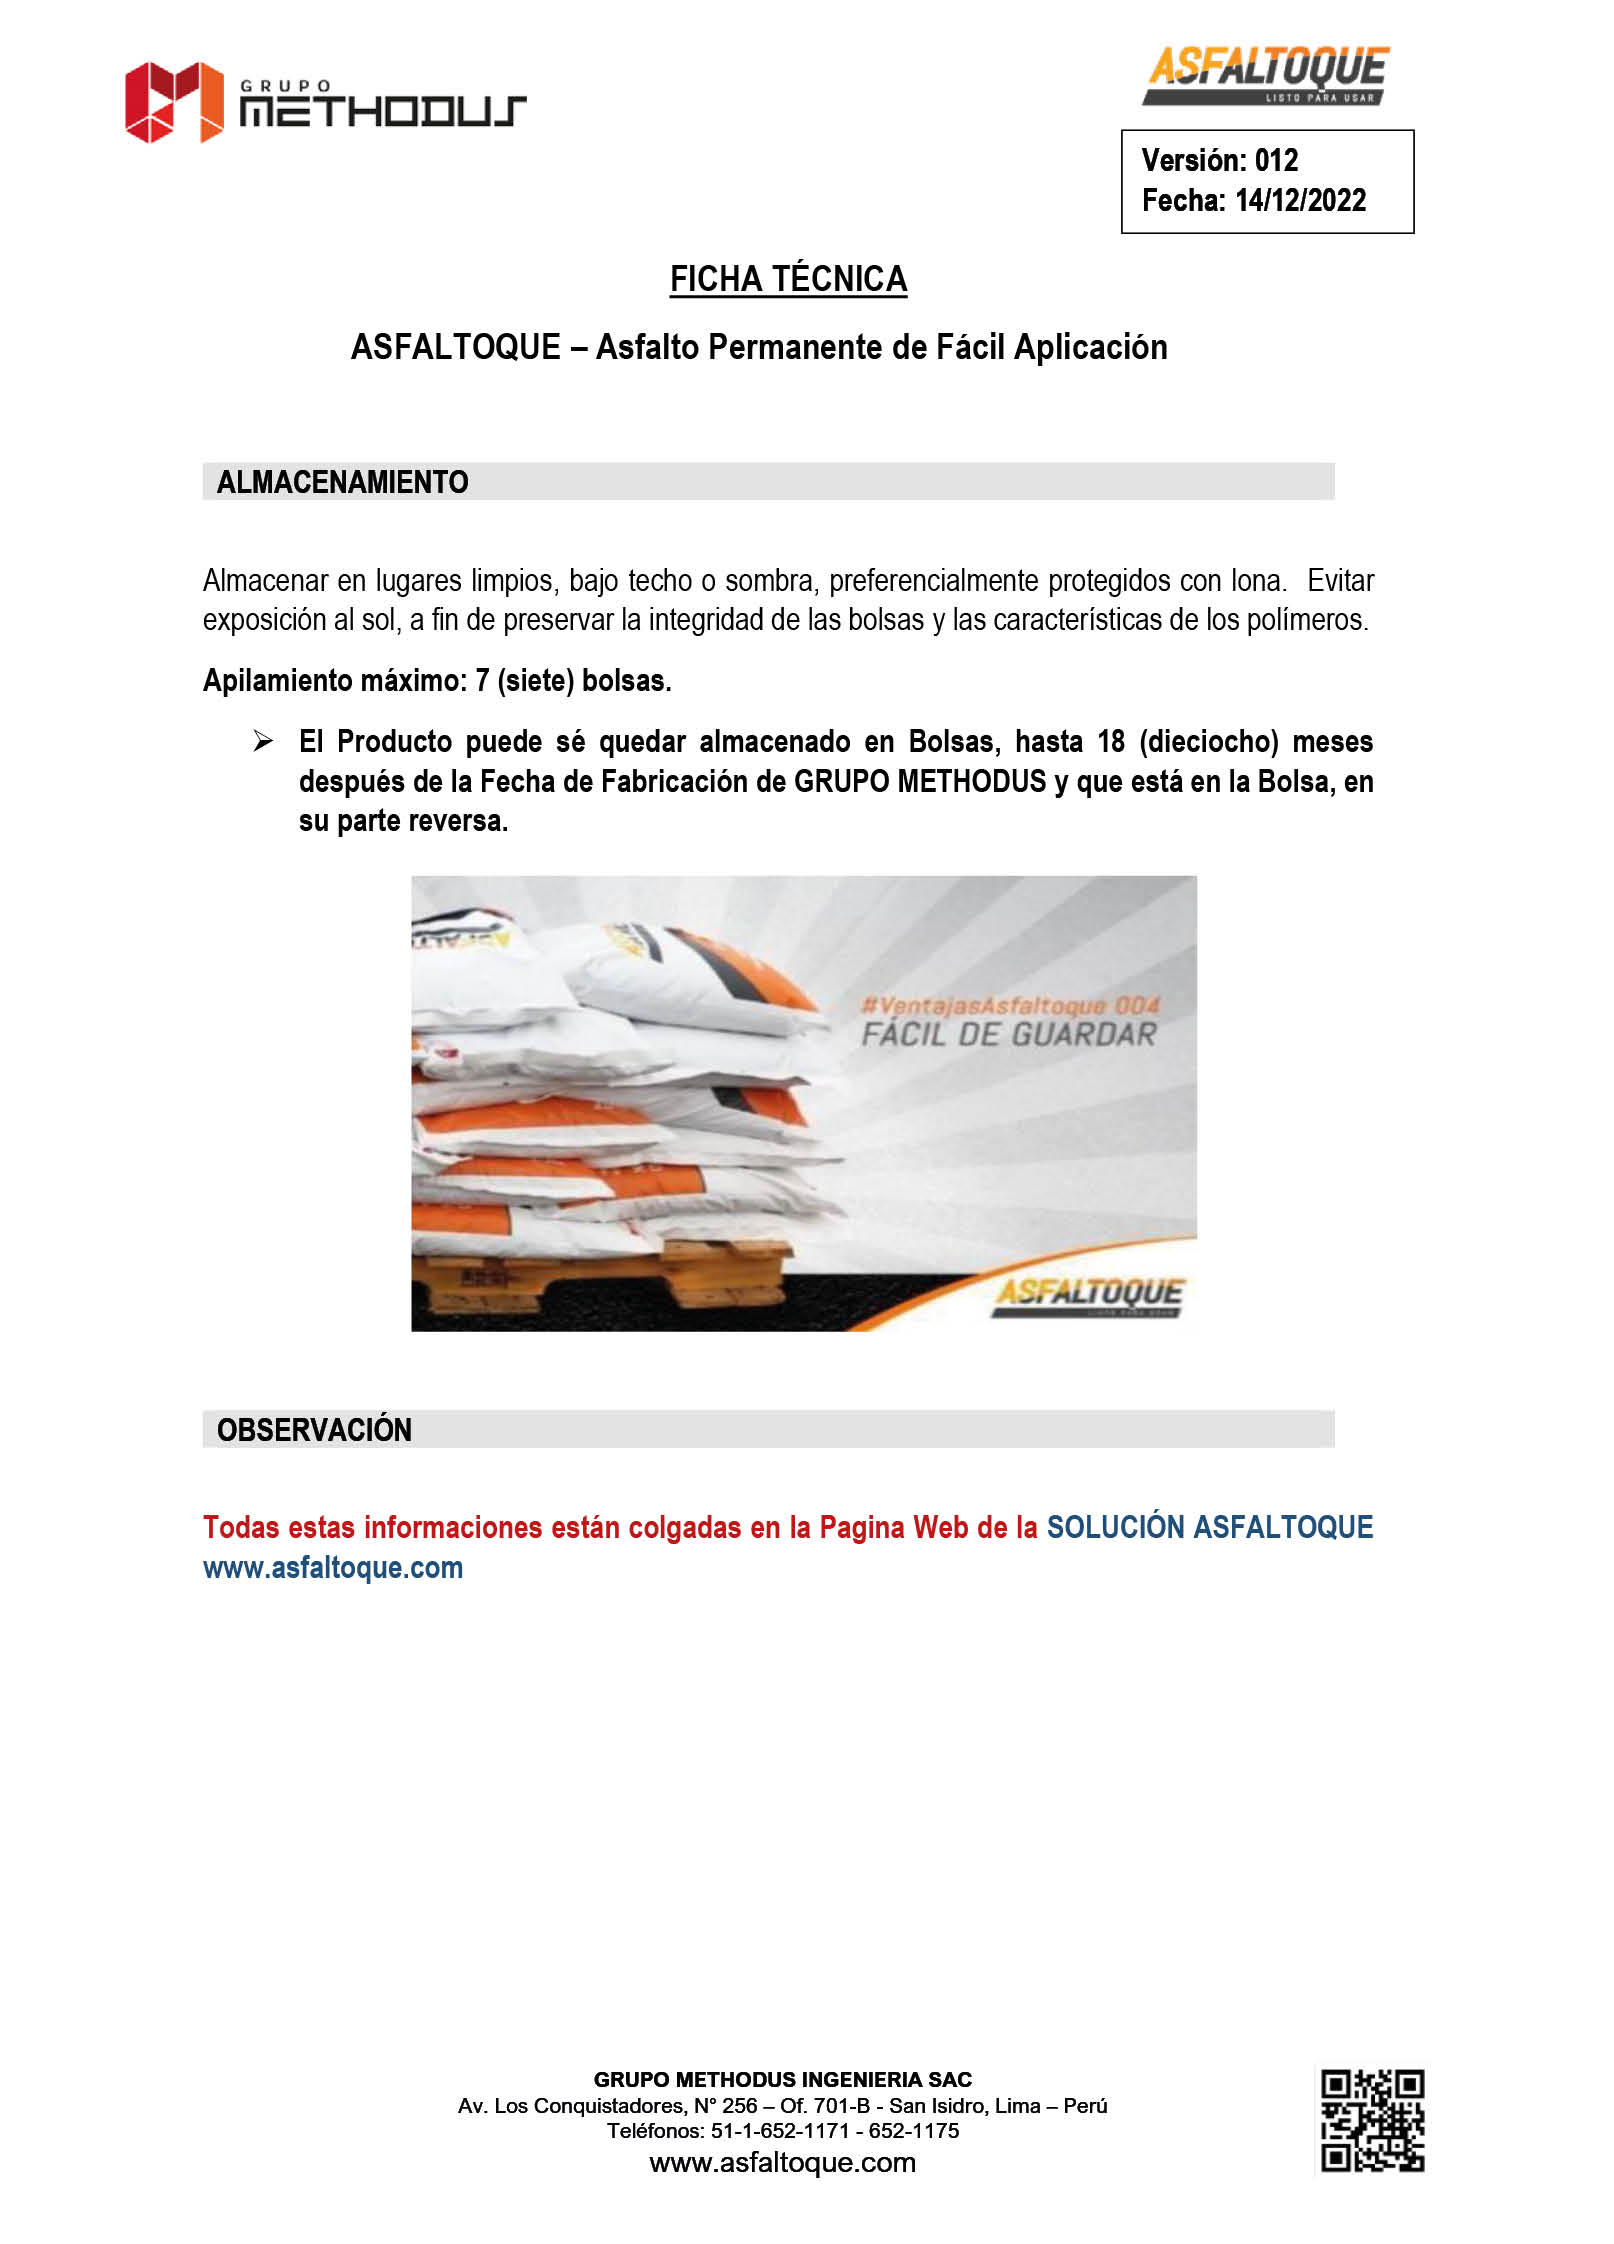 GRUPO
METHODUS
ASFALTOQUE
LISTO PARA USAR
Versión: 012
Fecha: 14/12/2022
FICHA TÉCNICA
ASFALTOQUE – Asfalto Permanente de Fácil Aplicación
ALMACENAMIENTO
Almacenar en lugares limpios, bajo techo o sombra, preferencialmente protegidos con lona. Evitar
exposición al sol, a fin de preservar la integridad de las bolsas y las características de los polímeros.
Apilamiento máximo: 7 (siete) bolsas.
➢ El Producto puede sé quedar almacenado en Bolsas, hasta 18 (dieciocho) meses
después de la Fecha de Fabricación de GRUPO METHODUS y que está en la Bolsa, en
su parte reversa.
#VentajasAsfaltoque 004
FÁCIL DE GUARDAR
ASFALTOQUE
LISTO PARA USAR
OBSERVACIÓN
Todas estas informaciones están colgadas en la Pagina Web de la SOLUCIÓN ASFALTOQUE
www.asfaltoque.com
GRUPO METHODUS INGENIERIA SAC
Av. Los Conquistadores, N° 256 – Of. 701-B - San Isidro, Lima – Perú
Teléfonos: 51-1-652-1171 - 652-1175
www.asfaltoque.com